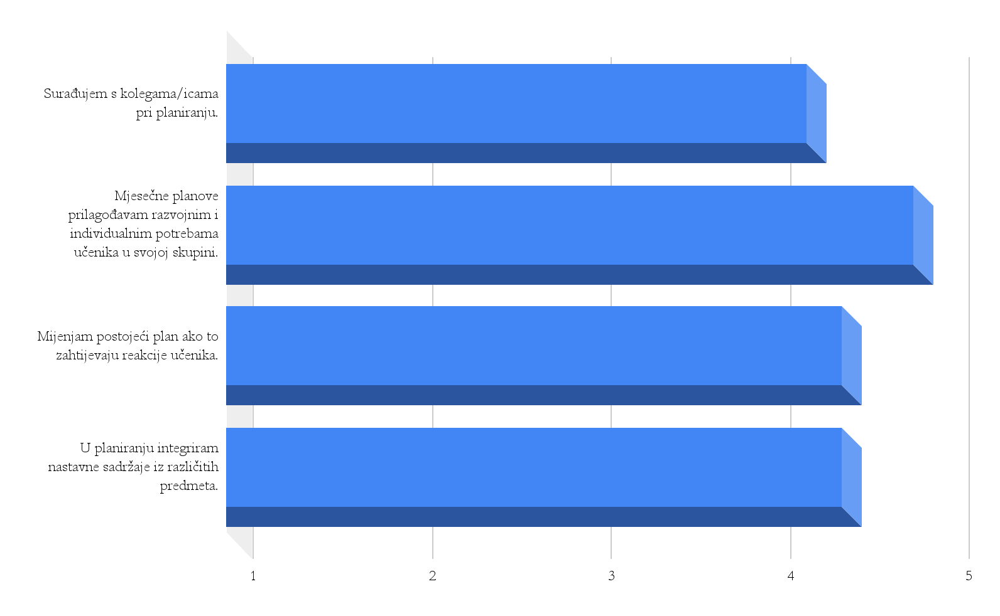 Surađujem s kolegama/icama
pri planiranju.
Mjesečne planove
prilagođavam razvojnim i
individualnim potrebama
učenika u svojoj skupini.
Mijenjam postojeći plan ako to
zahtijevaju reakcije učenika.
U planiranju integriram
nastavne sadržaje iz različitih
predmeta.
1 2 3 4 5